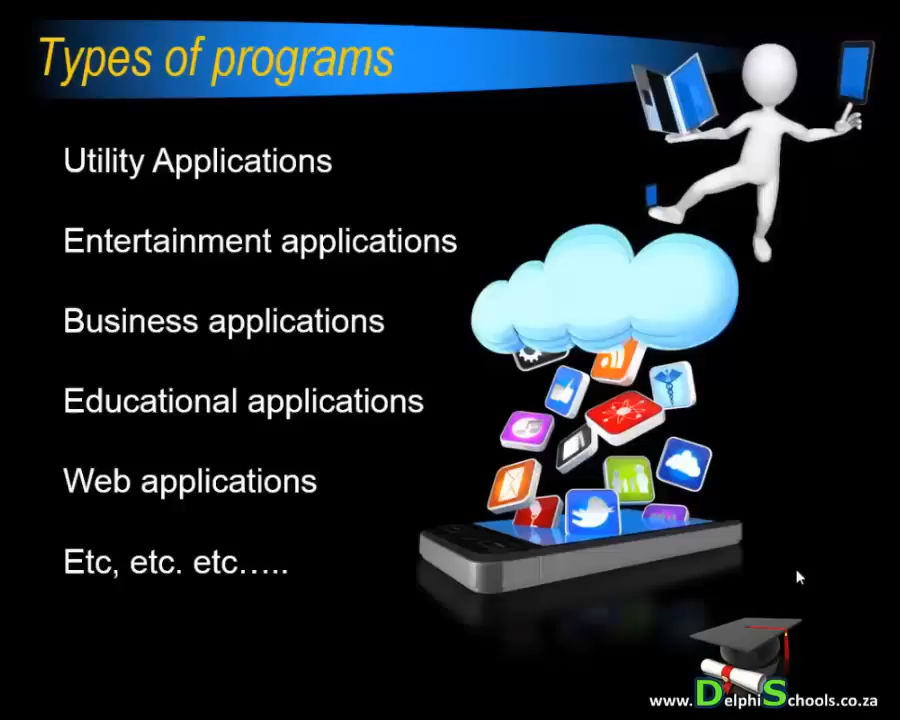 Types of programs
Utility Applications
Entertainment applications
Business applications
Educational applications
Web applications
Etc, etc. etc…..
www.DelphiSchools.co.za